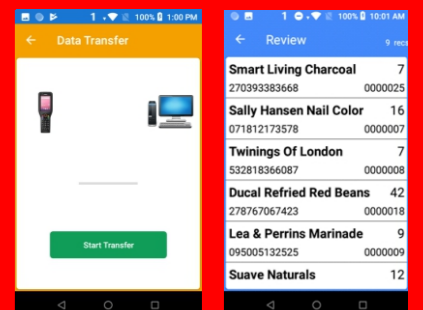 1 100% 1:00 PM
← Data Transfer
Start Transfer
1 100% 10:01 AM
← Review 9 recs
Smart Living Charcoal 7
270393383668 0000025
Sally Hansen Nail Color 16
071812173578 0000007
Twinings Of London 7
532818366087 0000008
Ducal Refried Red Beans 42
278767067423 0000018
Lea & Perrins Marinade 9
095005132525 0000009
Suave Naturals 12